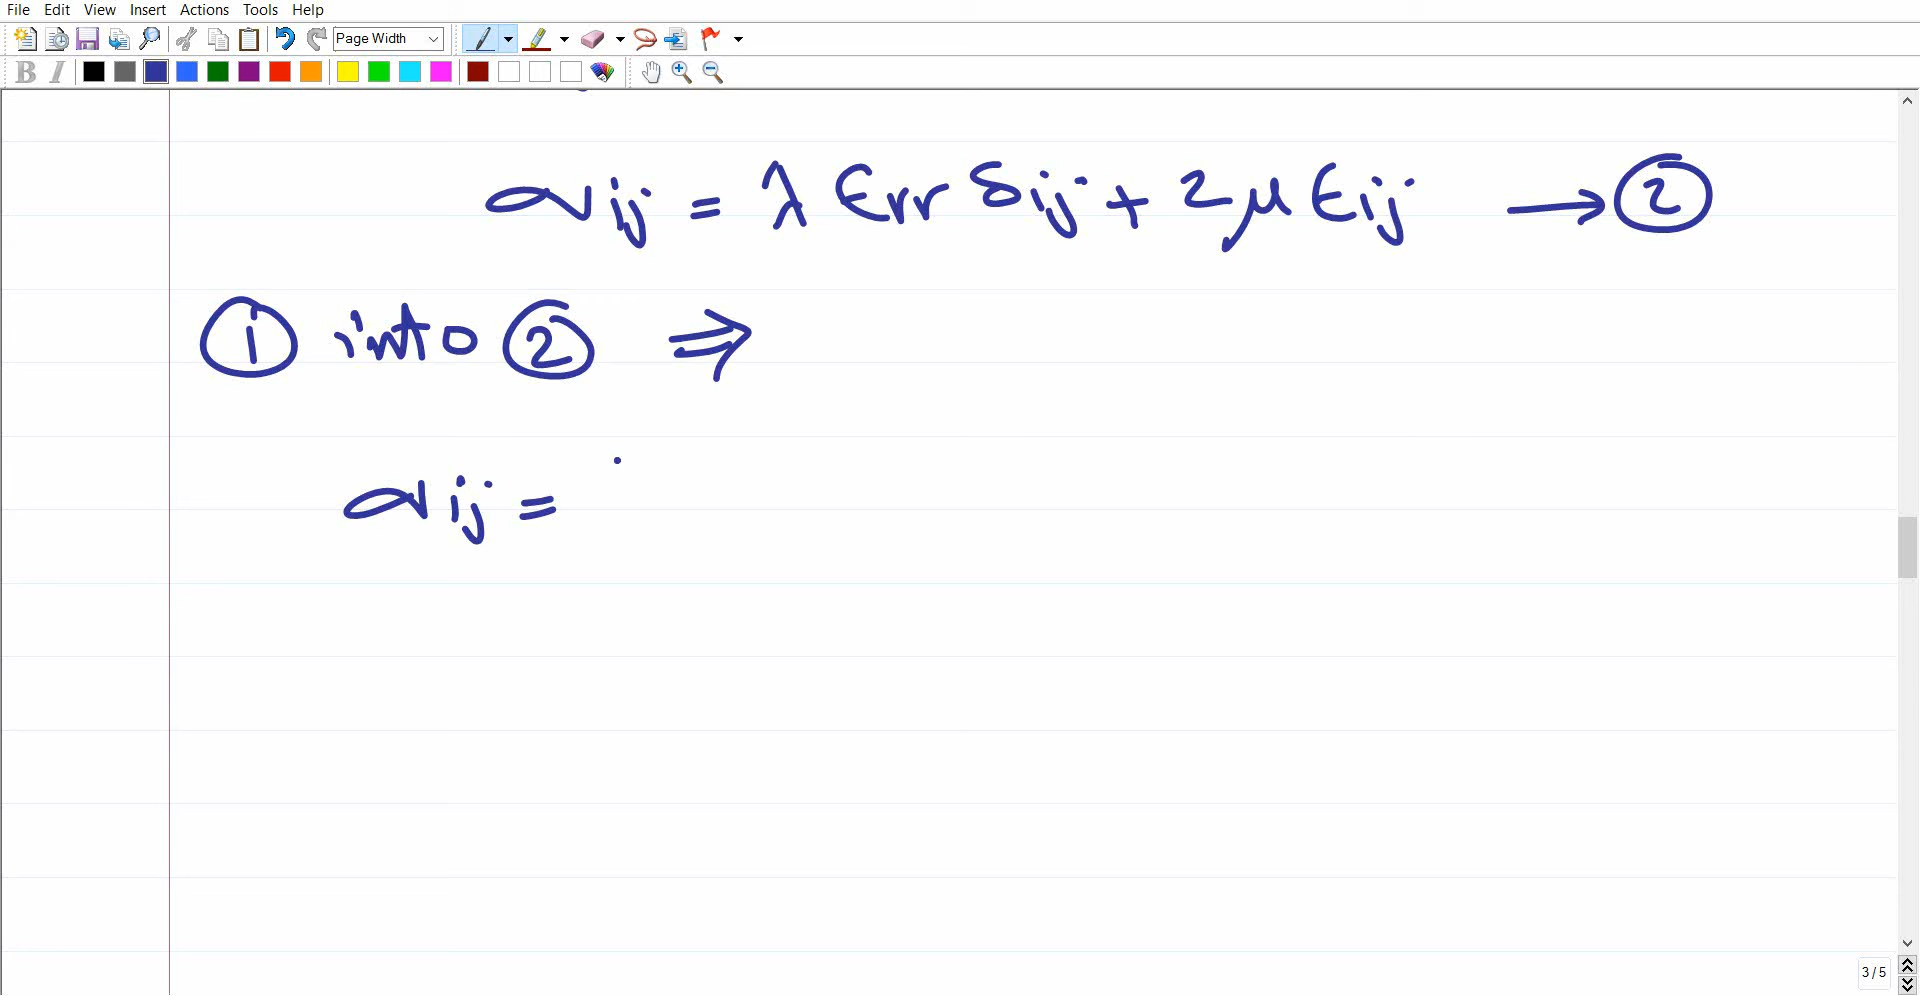 File Edit View Insert Actions Tools Help
Page Width
B I
σij = λ ϵrr δij + 2μ ϵij → ②
① into ② ⇒
σij =
3 / 5